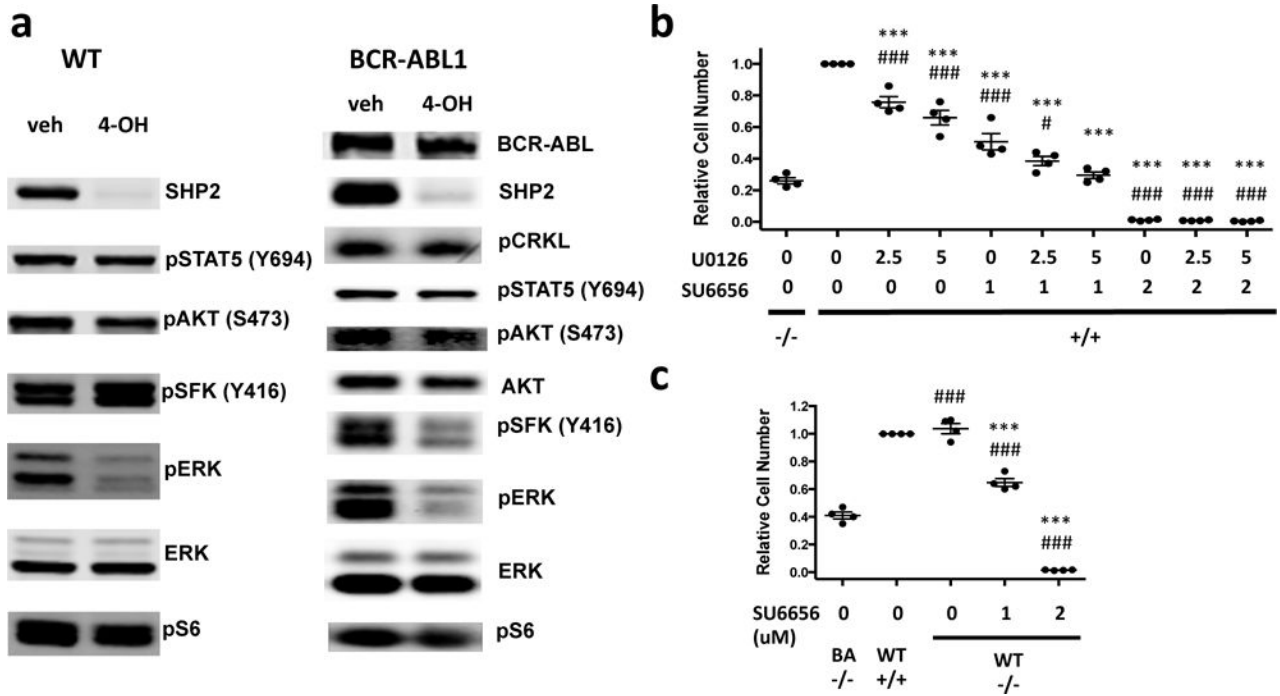 a
WT
veh 4-OH
SHP2
pSTAT5 (Y694)
pAKT (S473)
pSFK (Y416)
pERK
ERK
pS6
BCR-ABL1
veh 4-OH
BCR-ABL
SHP2
pCRKL
pSTAT5 (Y694)
pAKT (S473)
AKT
pSFK (Y416)
pERK
ERK
pS6
b
Relative Cell Number
1.0
0.8
0.6
0.4
0.2
0.0
*** *** *** *** *** *** *** ***
### ### ### # ### ### ###
U0126 0 0 2.5 5 0 2.5 5 0 2.5 5
SU6656 0 0 0 0 1 1 1 2 2 2
-/- +/+
c
Relative Cell Number
1.2
1.0
0.8
0.6
0.4
0.2
0.0
### *** ***
### ###
SU6656 0 0 0 1 2
(uM)
BA WT WT
-/- +/+ -/-